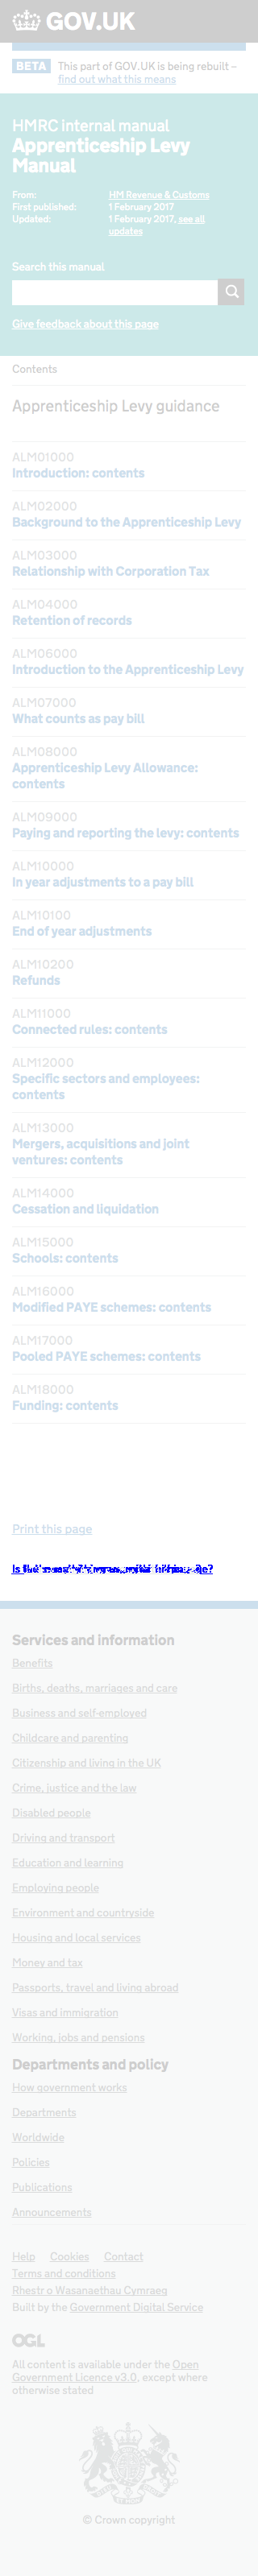 GOV.UK
BETA This part of GOV.UK is being rebuilt –
find out what this means
HMRC internal manual
Apprenticeship Levy
Manual
From: HM Revenue & Customs
First published: 1 February 2017
Updated: 1 February 2017, see all
updates
Search this manual
Give feedback about this page
Contents
Apprenticeship Levy guidance
ALM01000
Introduction: contents
ALM02000
Background to the Apprenticeship Levy
ALM03000
Relationship with Corporation Tax
ALM04000
Retention of records
ALM06000
Introduction to the Apprenticeship Levy
ALM07000
What counts as pay bill
ALM08000
Apprenticeship Levy Allowance:
contents
ALM09000
Paying and reporting the levy: contents
ALM10000
In year adjustments to a pay bill
ALM10100
End of year adjustments
ALM10200
Refunds
ALM11000
Connected rules: contents
ALM12000
Specific sectors and employees:
contents
ALM13000
Mergers, acquisitions and joint
ventures: contents
ALM14000
Cessation and liquidation
ALM15000
Schools: contents
ALM16000
Modified PAYE schemes: contents
ALM17000
Pooled PAYE schemes: contents
ALM18000
Funding: contents
Print this page
Is
Services and information
Benefits
Births, deaths, marriages and care
Business and self-employed
Childcare and parenting
Citizenship and living in the UK
Crime, justice and the law
Disabled people
Driving and transport
Education and learning
Employing people
Environment and countryside
Housing and local services
Money and tax
Passports, travel and living abroad
Visas and immigration
Working, jobs and pensions
Departments and policy
How government works
Departments
Worldwide
Policies
Publications
Announcements
Help Cookies Contact
Terms and conditions
Rhestr o Wasanaethau Cymraeg
Built by the Government Digital Service
OGL
All content is available under the Open
Government Licence v3.0, except where
otherwise stated
© Crown copyright